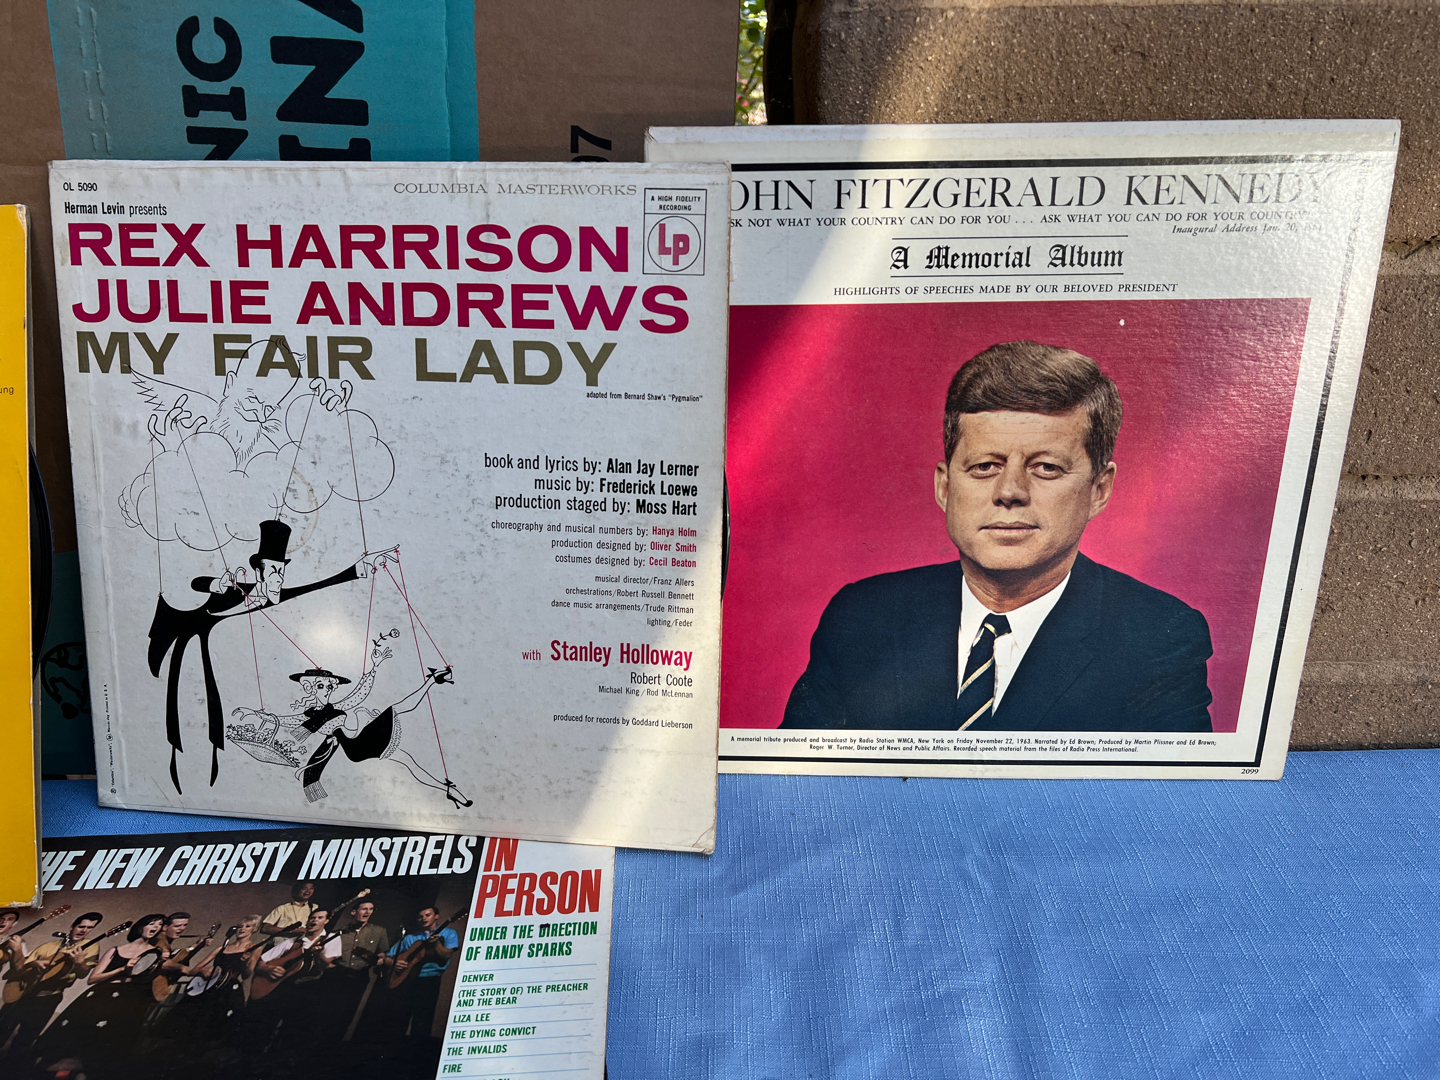 NIC
INA
07
ung
OL 5090
COLUMBIA MASTERWORKS
A HIGH FIDELITY
RECORDING
Lp
Herman Levin presents
REX HARRISON
JULIE ANDREWS
MY FAIR LADY
adapted from Bernard Shaw's "Pygmalion"
book and lyrics by: Alan Jay Lerner
music by: Frederick Loewe
production staged by: Moss Hart
choreography and musical numbers by: Hanya Holm
production designed by: Oliver Smith
costumes designed by: Cecil Beaton
musical director/Franz Allers
orchestrations/Robert Russell Bennett
dance music arrangements/Trude Rittman
lighting/Feder
with Stanley Holloway
Robert Coote
Michael King/Rod McLennan
produced for records by Goddard Lieberson
OHN FITZGERALD KENNEDY
SK NOT WHAT YOUR COUNTRY CAN DO FOR YOU . . . ASK WHAT YOU CAN DO FOR YOUR COUNTRY
Inaugural Address Jan. 20,
A Memorial Album
HIGHLIGHTS OF SPEECHES MADE BY OUR BELOVED PRESIDENT
A memorial tribute produced and broadcast by Radio Station WMCA, New York on Friday November 22, 1963. Narrated by Ed Brown; Produced by Martin Plissner and Ed Brown;
Roger W. Turner, Director of News and Public Affairs. Recorded speech material from the files of Radio Press International.
2099
HE NEW CHRISTY MINSTRELS
IN
PERSON
UNDER THE DIRECTION
OF RANDY SPARKS
DENVER
(THE STORY OF) THE PREACHER
AND THE BEAR
LIZA LEE
THE DYING CONVICT
THE INVALIDS
FIRE